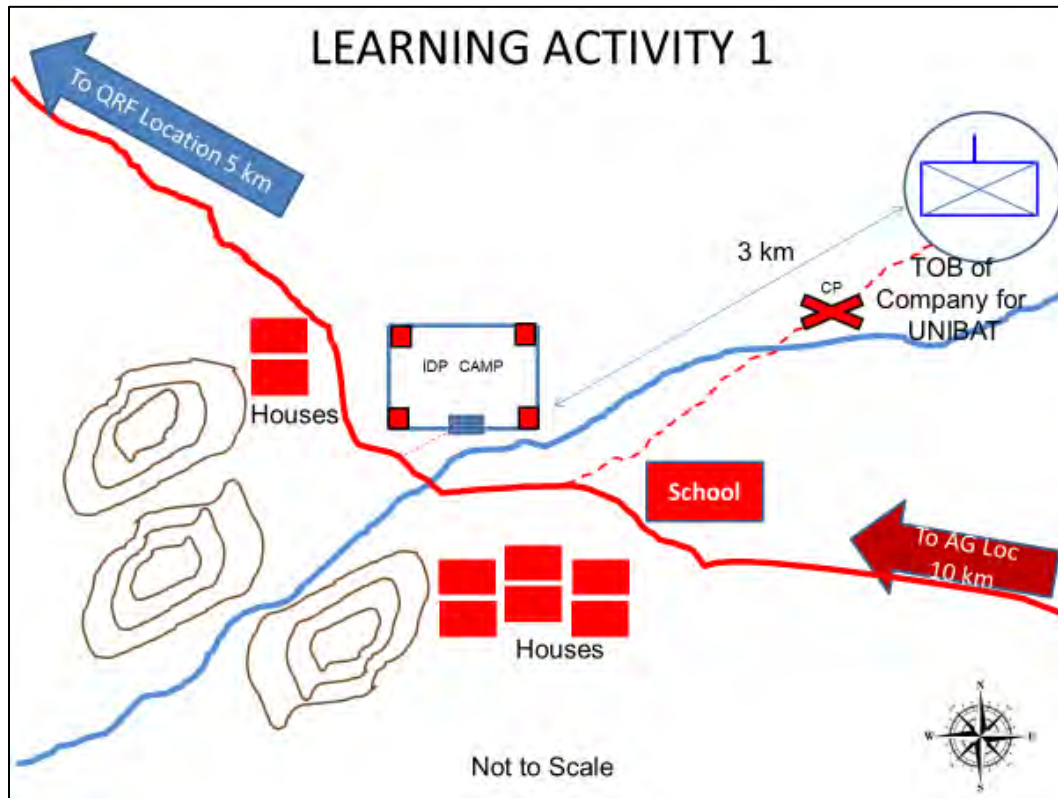 LEARNING ACTIVITY 1
To QRF Location 5 km
3 km
CP
TOB of
Company for
UNIBAT
IDP CAMP
Houses
School
To AG Loc
10 km
Houses
Not to Scale
N
W
E
S